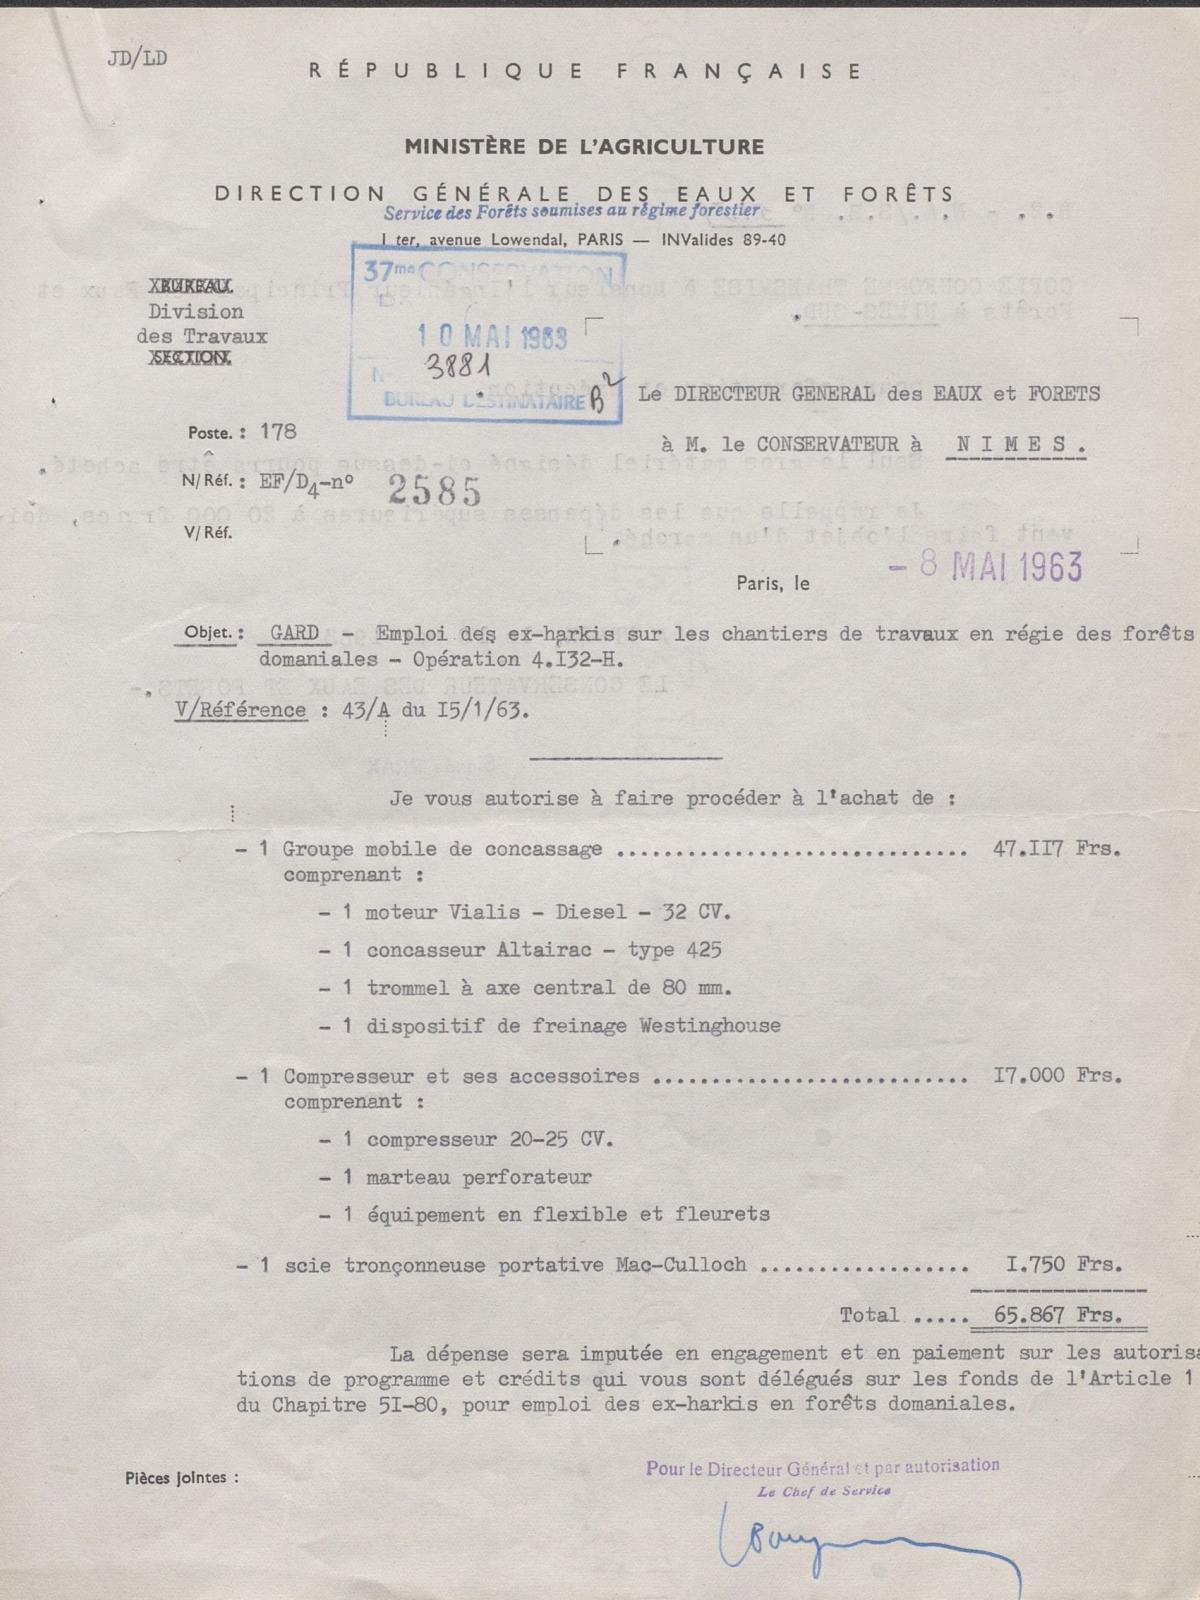 JD/LD
RÉPUBLIQUE FRANÇAISE
MINISTÈRE DE L'AGRICULTURE
DIRECTION GÉNÉRALE DES EAUX ET FORÊTS
Service des Forêts soumises au régime forestier
1 ter, avenue Lowendal, PARIS — INValides 89-40
37me CONSERVATION
10 MAI 1963
N° 3881
BUREAU DESTINATAIRE B2
BUREAU
Division
des Travaux
SECTION
Le DIRECTEUR GENERAL des EAUX et FORETS
à M. le CONSERVATEUR à NIMES.
Poste. : 178
N/Réf. : EF/D4-n° 2585
V/Réf.
Paris, le - 8 MAI 1963
Objet. : GARD - Emploi des ex-harkis sur les chantiers de travaux en régie des forêts
domaniales - Opération 4.I32-H.
V/Référence : 43/A du I5/1/63.
Je vous autorise à faire procéder à l'achat de :
- 1 Groupe mobile de concassage .............................. 47.II7 Frs.
comprenant :
- 1 moteur Vialis - Diesel - 32 CV.
- 1 concasseur Altairac - type 425
- 1 trommel à axe central de 80 mm.
- 1 dispositif de freinage Westinghouse
- 1 Compresseur et ses accessoires ........................... I7.000 Frs.
comprenant :
- 1 compresseur 20-25 CV.
- 1 marteau perforateur
- 1 équipement en flexible et fleurets
- 1 scie tronçonneuse portative Mac-Culloch .................. I.750 Frs.
Total ..... 65.867 Frs.
La dépense sera imputée en engagement et en paiement sur les autorisa
tions de programme et crédits qui vous sont délégués sur les fonds de l'Article 1
du Chapitre 5I-80, pour emploi des ex-harkis en forêts domaniales.
Pièces jointes :
Pour le Directeur Général et par autorisation
Le Chef de Service